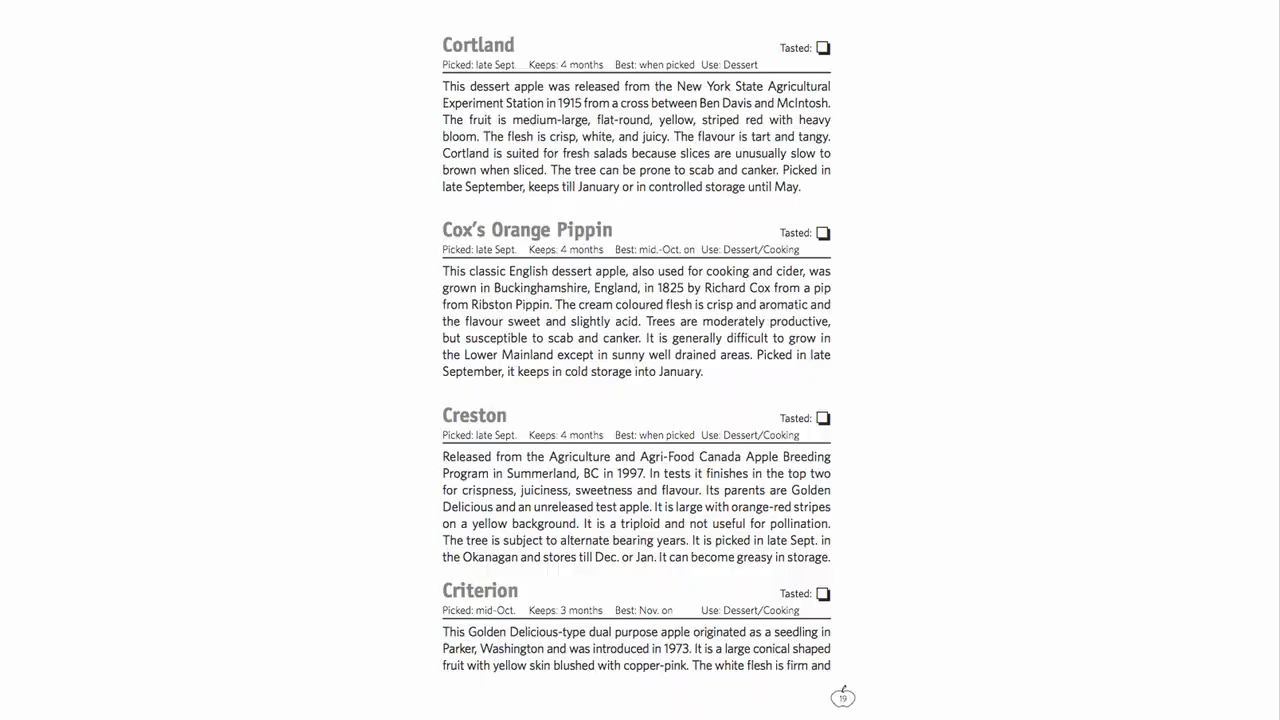 Cortland Tasted:
Picked: late Sept. Keeps: 4 months Best: when picked Use: Dessert
This dessert apple was released from the New York State Agricultural
Experiment Station in 1915 from a cross between Ben Davis and McIntosh.
The fruit is medium-large, flat-round, yellow, striped red with heavy
bloom. The flesh is crisp, white, and juicy. The flavour is tart and tangy.
Cortland is suited for fresh salads because slices are unusually slow to
brown when sliced. The tree can be prone to scab and canker. Picked in
late September, keeps till January or in controlled storage until May.
Cox's Orange Pippin Tasted:
Picked: late Sept. Keeps: 4 months Best: mid.-Oct. on Use: Dessert/Cooking
This classic English dessert apple, also used for cooking and cider, was
grown in Buckinghamshire, England, in 1825 by Richard Cox from a pip
from Ribston Pippin. The cream coloured flesh is crisp and aromatic and
the flavour sweet and slightly acid. Trees are moderately productive,
but susceptible to scab and canker. It is generally difficult to grow in
the Lower Mainland except in sunny well drained areas. Picked in late
September, it keeps in cold storage into January.
Creston Tasted:
Picked: late Sept. Keeps: 4 months Best: when picked Use: Dessert/Cooking
Released from the Agriculture and Agri-Food Canada Apple Breeding
Program in Summerland, BC in 1997. In tests it finishes in the top two
for crispness, juiciness, sweetness and flavour. Its parents are Golden
Delicious and an unreleased test apple. It is large with orange-red stripes
on a yellow background. It is a triploid and not useful for pollination.
The tree is subject to alternate bearing years. It is picked in late Sept. in
the Okanagan and stores till Dec. or Jan. It can become greasy in storage.
Criterion Tasted:
Picked: mid-Oct. Keeps: 3 months Best: Nov. on Use: Dessert/Cooking
This Golden Delicious-type dual purpose apple originated as a seedling in
Parker, Washington and was introduced in 1973. It is a large conical shaped
fruit with yellow skin blushed with copper-pink. The white flesh is firm and
19